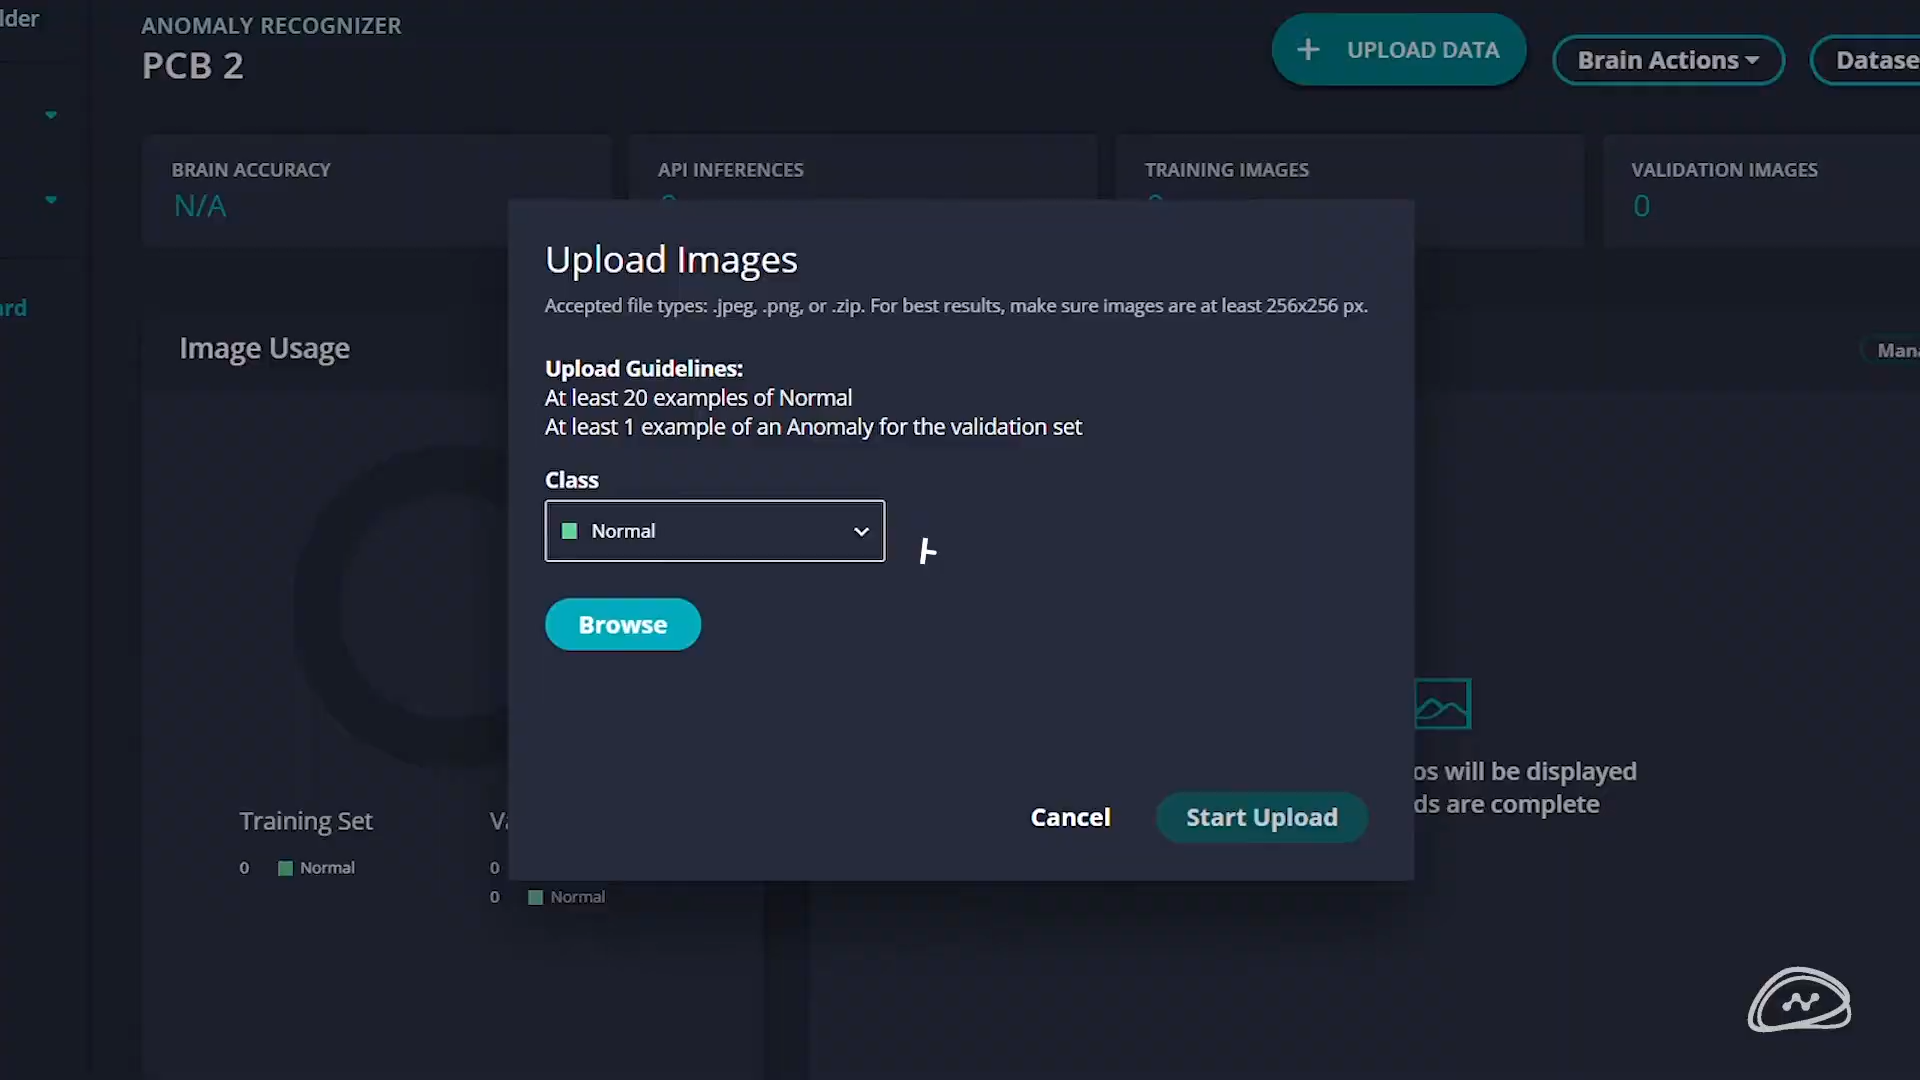 lder
ANOMALY RECOGNIZER
PCB 2
UPLOAD DATA
Brain Actions
Datase
BRAIN ACCURACY
N/A
API INFERENCES
TRAINING IMAGES
VALIDATION IMAGES
0
ard
Image Usage
Mana
Upload Images
Accepted file types: .jpeg, .png, or .zip. For best results, make sure images are at least 256x256 px.
Upload Guidelines:
At least 20 examples of Normal
At least 1 example of an Anomaly for the validation set
Class
Normal
Browse
os will be displayed
ds are complete
Cancel
Start Upload
Training Set
Va
0 Normal
0
0 Normal